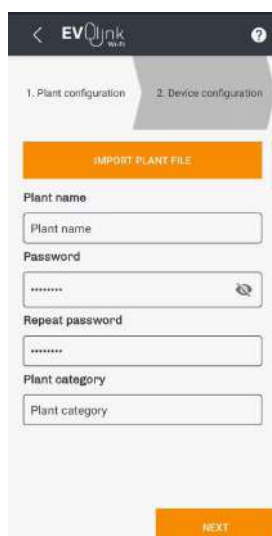 EVOlink
Wi-Fi
?
1. Plant configuration
2. Device configuration
IMPORT PLANT FILE
Plant name
Plant name
Password
••••••••
Repeat password
••••••••
Plant category
Plant category
NEXT